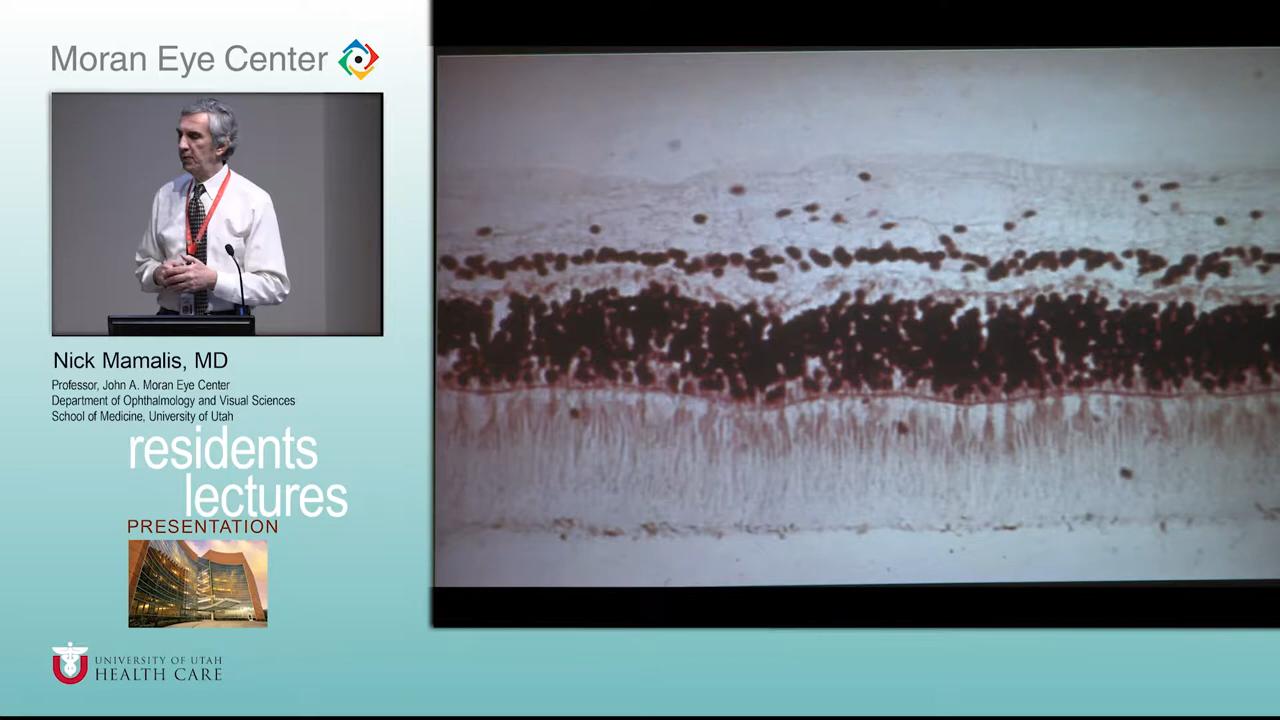 Moran Eye Center
Nick Mamalis, MD
Professor, John A. Moran Eye Center
Department of Ophthalmology and Visual Sciences
School of Medicine, University of Utah
residents
lectures
PRESENTATION
UNIVERSITY OF UTAH
HEALTH CARE